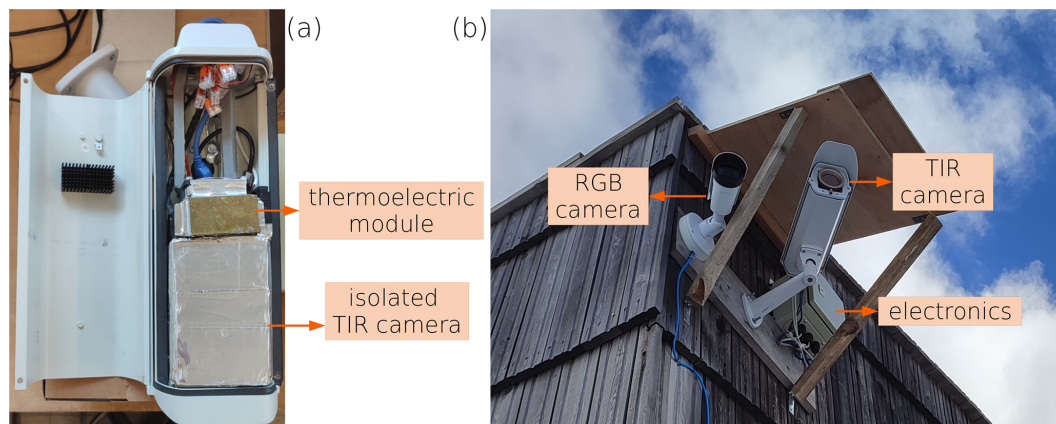 (a)
(b)
thermoelectric
module
isolated
TIR camera
RGB
camera
TIR
camera
electronics